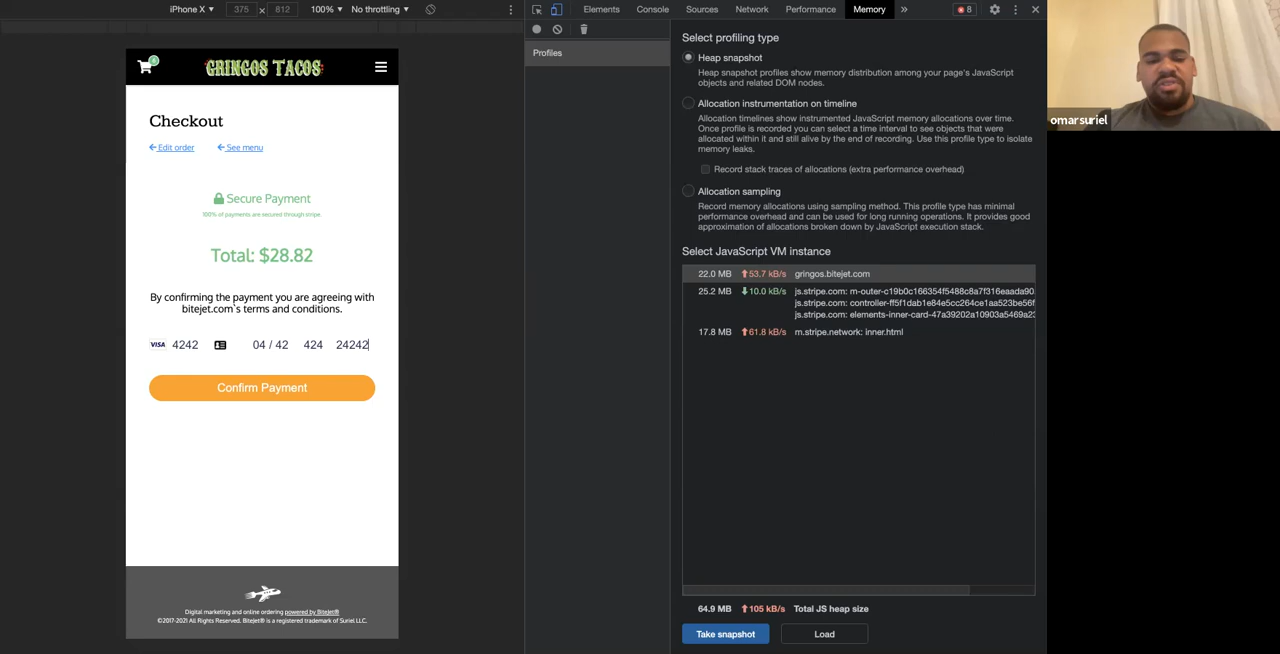 iPhone X ▼ 375 x 812 100% ▼ No throttling ▼
Elements Console Sources Network Performance Memory » 8
GRINGOS TACOS
Checkout
Edit order See menu
Secure Payment
100% of payments are secured through stripe.
Total: $28.82
By confirming the payment you are agreeing with
bitejet.com`s terms and conditions.
VISA 4242 04 / 42 424 24242
Confirm Payment
Digital marketing and online ordering powered by Bitejet®
©2017-2021 All Rights Reserved. Bitejet® is a registered trademark of Suriel LLC.
Profiles
Select profiling type
Heap snapshot
Heap snapshot profiles show memory distribution among your page's JavaScript
objects and related DOM nodes.
Allocation instrumentation on timeline
Allocation timelines show instrumented JavaScript memory allocations over time.
Once profile is recorded you can select a time interval to see objects that were
allocated within it and still alive by the end of recording. Use this profile type to isolate
memory leaks.
Record stack traces of allocations (extra performance overhead)
Allocation sampling
Record memory allocations using sampling method. This profile type has minimal
performance overhead and can be used for long running operations. It provides good
approximation of allocations broken down by JavaScript execution stack.
Select JavaScript VM instance
22.0 MB 53.7 kB/s gringos.bitejet.com
25.2 MB 10.0 kB/s js.stripe.com: m-outer-c19b0c166354f5488c8a7f316eaada90
js.stripe.com: controller-ff5f1dab1e84e5cc264ce1aa523be56f
js.stripe.com: elements-inner-card-47a39202a10903a5469a23
17.8 MB 61.8 kB/s m.stripe.network: inner.html
64.9 MB 105 kB/s Total JS heap size
Take snapshot Load
omarsuriel